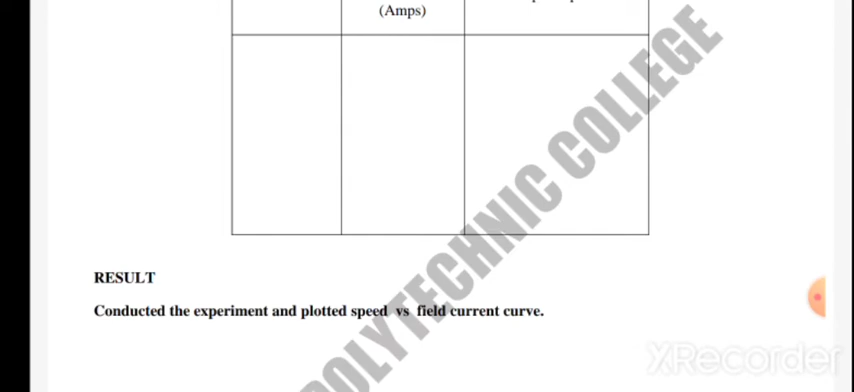 (Amps)
RESULT
Conducted the experiment and plotted speed vs field current curve.
POLYTECHNIC COLLEGE
XRecorder